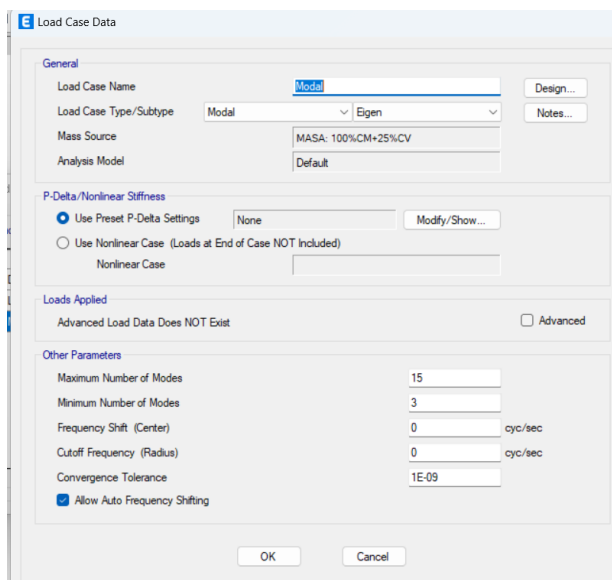 E Load Case Data
General
Load Case Name Modal Design...
Load Case Type/Subtype Modal Eigen Notes...
Mass Source MASA: 100%CM+25%CV
Analysis Model Default
P-Delta/Nonlinear Stiffness
Use Preset P-Delta Settings None Modify/Show...
Use Nonlinear Case (Loads at End of Case NOT Included)
Nonlinear Case
Loads Applied
Advanced Load Data Does NOT Exist Advanced
Other Parameters
Maximum Number of Modes 15
Minimum Number of Modes 3
Frequency Shift (Center) 0 cyc/sec
Cutoff Frequency (Radius) 0 cyc/sec
Convergence Tolerance 1E-09
Allow Auto Frequency Shifting
OK Cancel